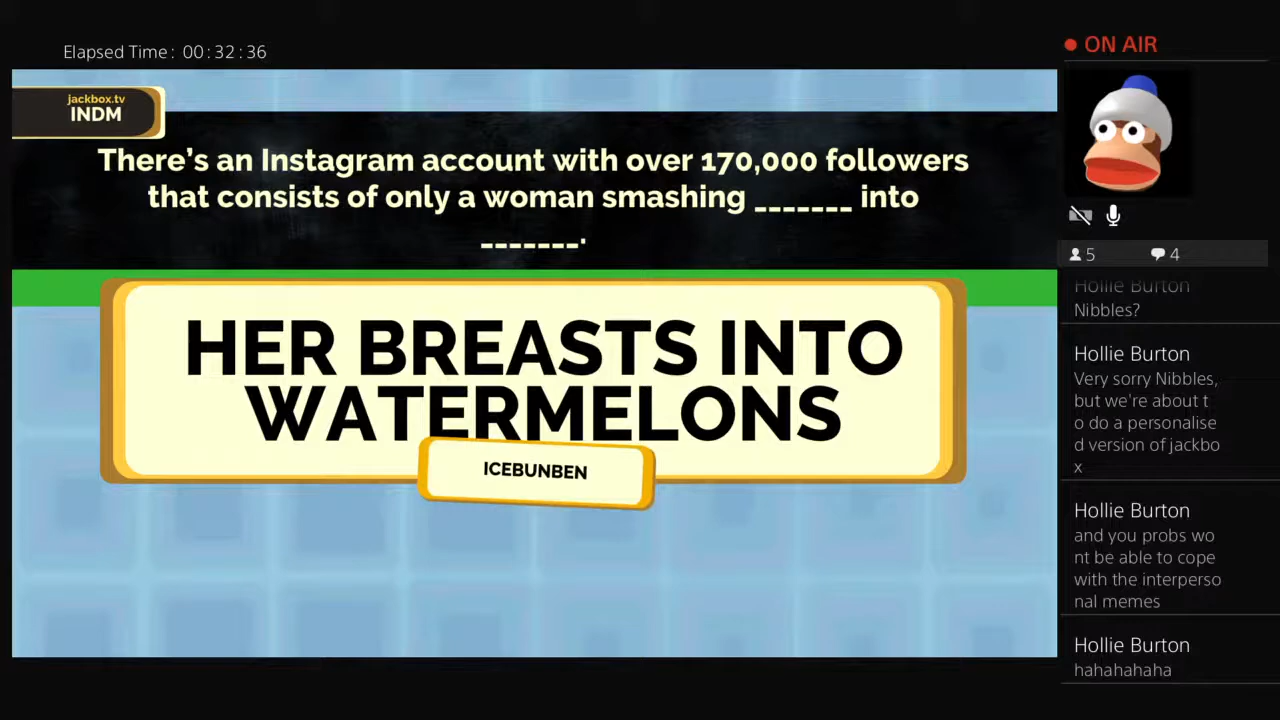 Elapsed Time: 00:32:36
ON AIR
jackbox.tv
INDM
There's an Instagram account with over 170,000 followers
that consists of only a woman smashing _______ into
_______.
HER BREASTS INTO
WATERMELONS
ICEBUNBEN
5 4
Hollie Burton
Nibbles?
Hollie Burton
Very sorry Nibbles,
but we're about t
o do a personalise
d version of jackbo
x
Hollie Burton
and you probs wo
nt be able to cope
with the interperso
nal memes
Hollie Burton
hahahahaha